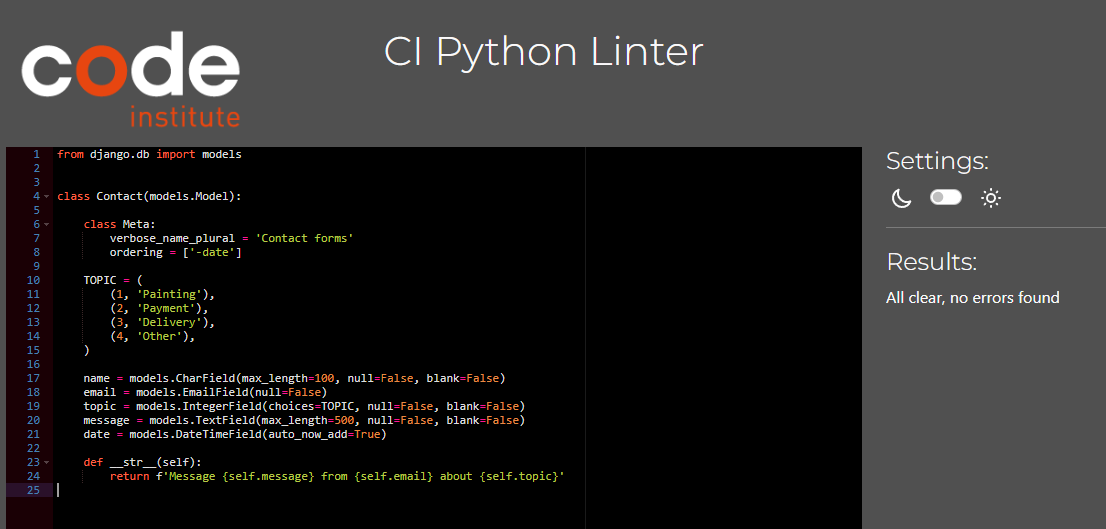 code
institute
CI Python Linter
1 from django.db import models
2
3
4 class Contact(models.Model):
5
6     class Meta:
7         verbose_name_plural = 'Contact forms'
8         ordering = ['-date']
9
10     TOPIC = (
11         (1, 'Painting'),
12         (2, 'Payment'),
13         (3, 'Delivery'),
14         (4, 'Other'),
15     )
16
17     name = models.CharField(max_length=100, null=False, blank=False)
18     email = models.EmailField(null=False)
19     topic = models.IntegerField(choices=TOPIC, null=False, blank=False)
20     message = models.TextField(max_length=500, null=False, blank=False)
21     date = models.DateTimeField(auto_now_add=True)
22
23     def __str__(self):
24         return f'Message {self.message} from {self.email} about {self.topic}'
25
Settings:
Results:
All clear, no errors found